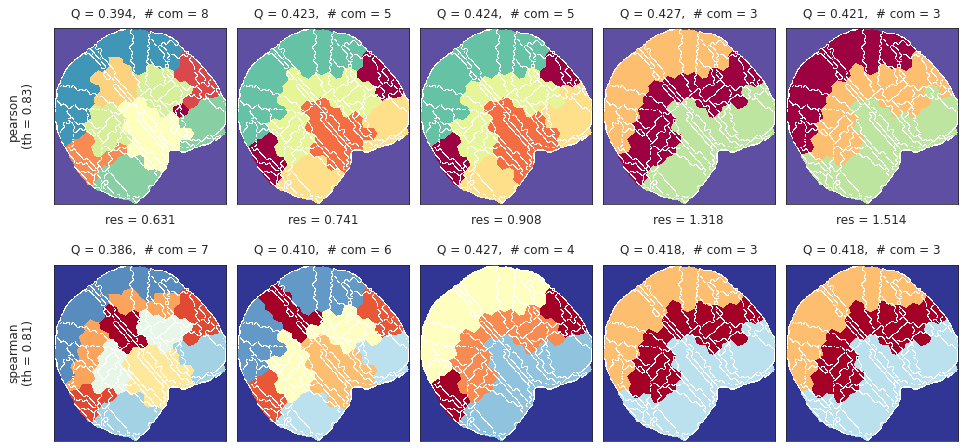 Q = 0.394,  # com = 8
Q = 0.423,  # com = 5
Q = 0.424,  # com = 5
Q = 0.427,  # com = 3
Q = 0.421,  # com = 3
pearson
(th = 0.83)
res = 0.631
res = 0.741
res = 0.908
res = 1.318
res = 1.514
Q = 0.386,  # com = 7
Q = 0.410,  # com = 6
Q = 0.427,  # com = 4
Q = 0.418,  # com = 3
Q = 0.418,  # com = 3
spearman
(th = 0.81)